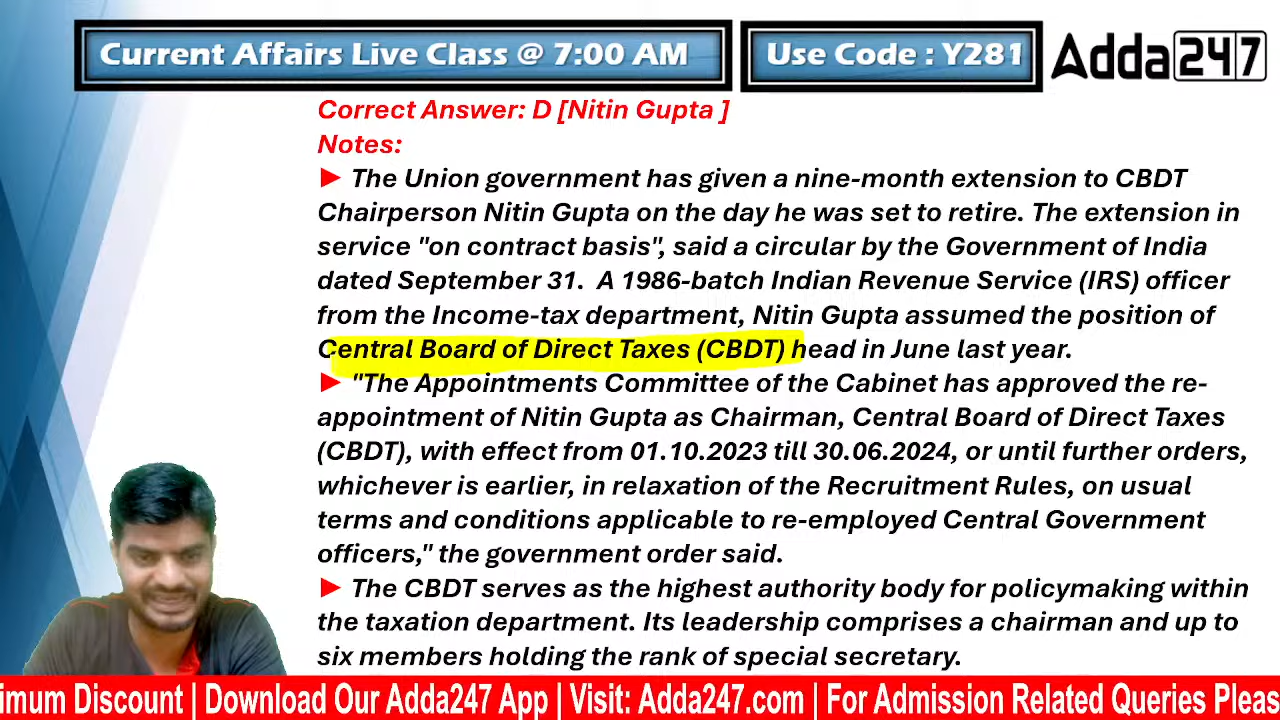 Current Affairs Live Class @ 7:00 AM
Use Code : Y281
Adda247
Correct Answer: D [Nitin Gupta ]
Notes:
► The Union government has given a nine-month extension to CBDT
Chairperson Nitin Gupta on the day he was set to retire. The extension in
service "on contract basis", said a circular by the Government of India
dated September 31.  A 1986-batch Indian Revenue Service (IRS) officer
from the Income-tax department, Nitin Gupta assumed the position of
Central Board of Direct Taxes (CBDT) head in June last year.
► "The Appointments Committee of the Cabinet has approved the re-
appointment of Nitin Gupta as Chairman, Central Board of Direct Taxes
(CBDT), with effect from 01.10.2023 till 30.06.2024, or until further orders,
whichever is earlier, in relaxation of the Recruitment Rules, on usual
terms and conditions applicable to re-employed Central Government
officers," the government order said.
► The CBDT serves as the highest authority body for policymaking within
the taxation department. Its leadership comprises a chairman and up to
six members holding the rank of special secretary.
imum Discount | Download Our Adda247 App | Visit: Adda247.com | For Admission Related Queries Pleas